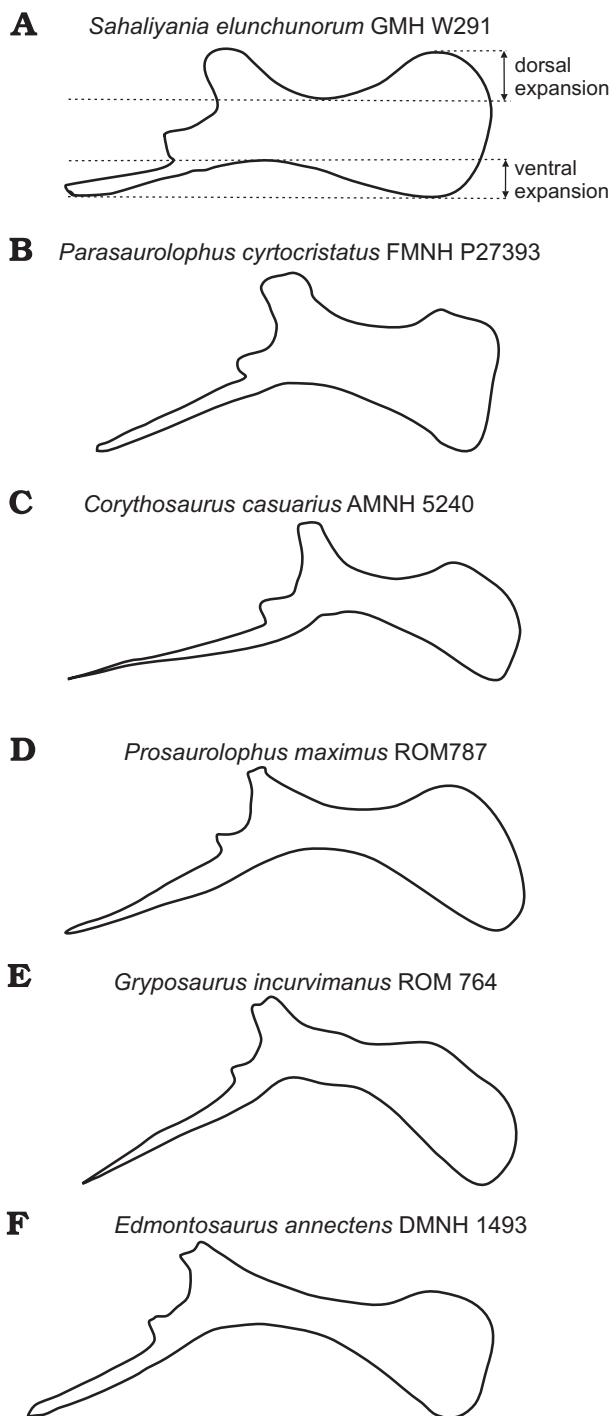 A Sahaliyania elunchunorum GMH W291
dorsal
expansion
ventral
expansion
B Parasaurolophus cyrtocristatus FMNH P27393
C Corythosaurus casuarius AMNH 5240
D Prosaurolophus maximus ROM787
E Gryposaurus incurvimanus ROM 764
F Edmontosaurus annectens DMNH 1493